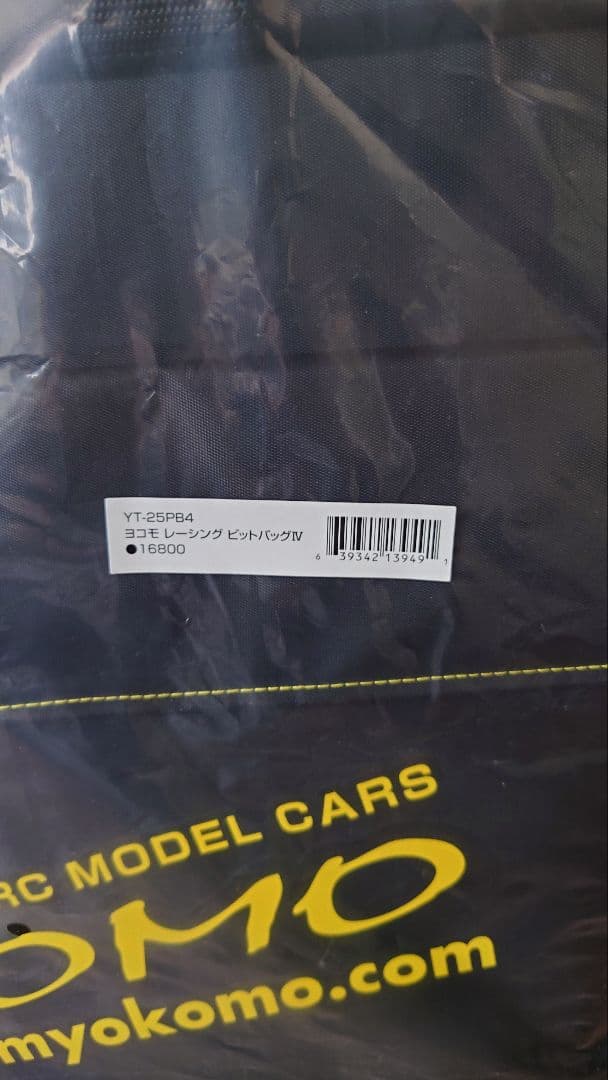 YT-25PB4
ヨコモ レーシング ピットバッグⅣ
●16800
6 39342 13949 1
RC MODEL CARS
OMO
myokomo.com